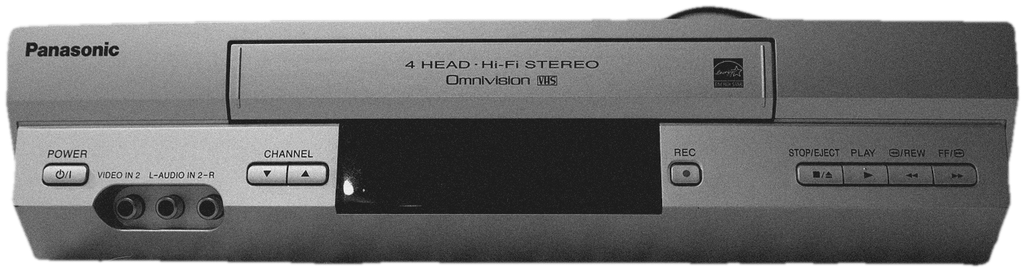 Panasonic
4 HEAD · Hi-Fi STEREO
Omnivision VHS
POWER
VIDEO IN 2 L-AUDIO IN 2-R
CHANNEL
REC
STOP/EJECT PLAY /REW FF/